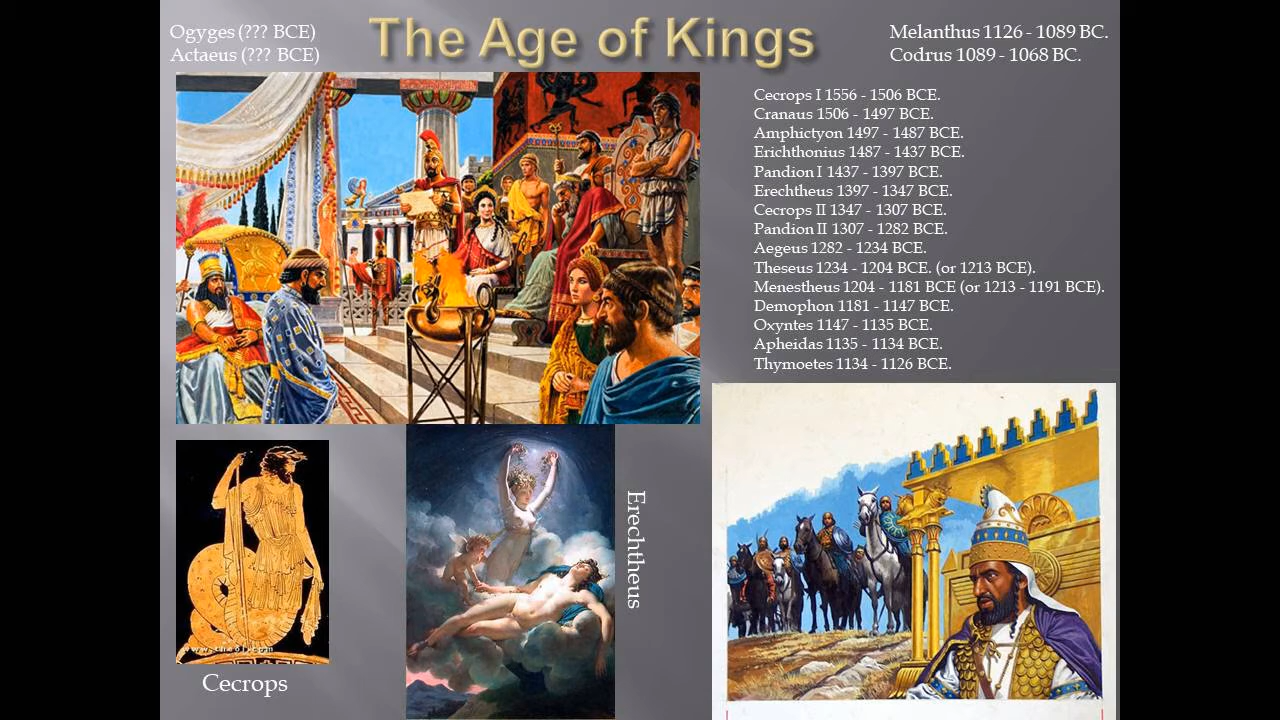 Ogyges (??? BCE)
Actaeus (??? BCE)
The Age of Kings
Melanthus 1126 - 1089 BC.
Codrus 1089 - 1068 BC.
Cecrops I 1556 - 1506 BCE.
Cranaus 1506 - 1497 BCE.
Amphictyon 1497 - 1487 BCE.
Erichthonius 1487 - 1437 BCE.
Pandion I 1437 - 1397 BCE.
Erechtheus 1397 - 1347 BCE.
Cecrops II 1347 - 1307 BCE.
Pandion II 1307 - 1282 BCE.
Aegeus 1282 - 1234 BCE.
Theseus 1234 - 1204 BCE. (or 1213 BCE).
Menestheus 1204 - 1181 BCE (or 1213 - 1191 BCE).
Demophon 1181 - 1147 BCE.
Oxyntes 1147 - 1135 BCE.
Apheidas 1135 - 1134 BCE.
Thymoetes 1134 - 1126 BCE.
Erechtheus
Cecrops